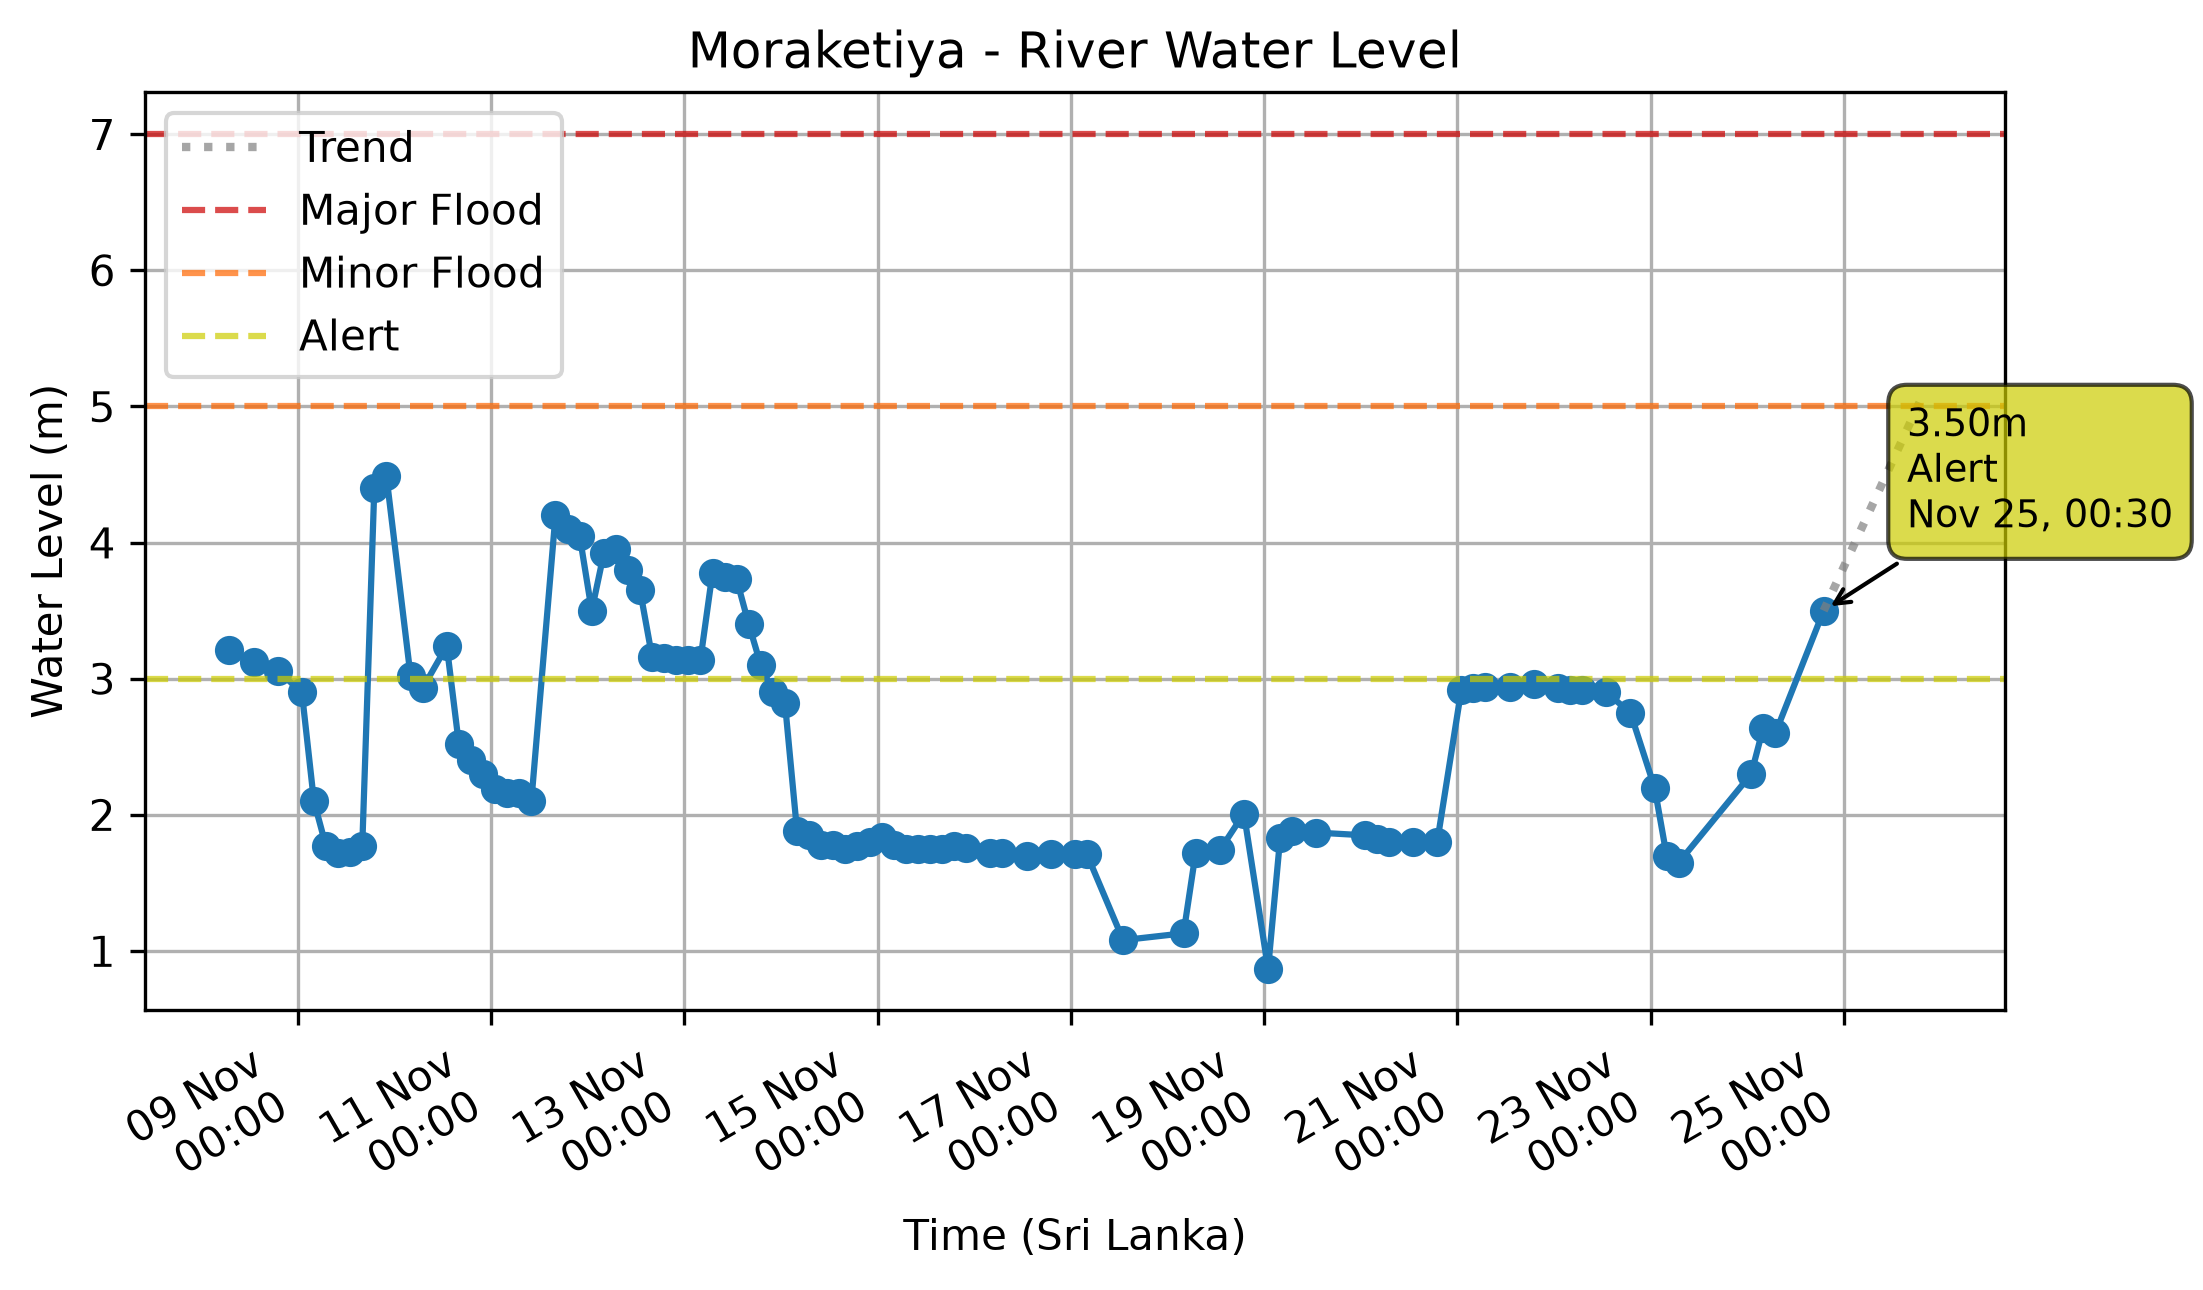 Moraketiya - River Water Level
Trend
Major Flood
Minor Flood
Alert
7
6
5
4
3
2
1
Water Level (m)
3.50m
Alert
Nov 25, 00:30
09 Nov
00:00
11 Nov
00:00
13 Nov
00:00
15 Nov
00:00
17 Nov
00:00
19 Nov
00:00
21 Nov
00:00
23 Nov
00:00
25 Nov
00:00
Time (Sri Lanka)